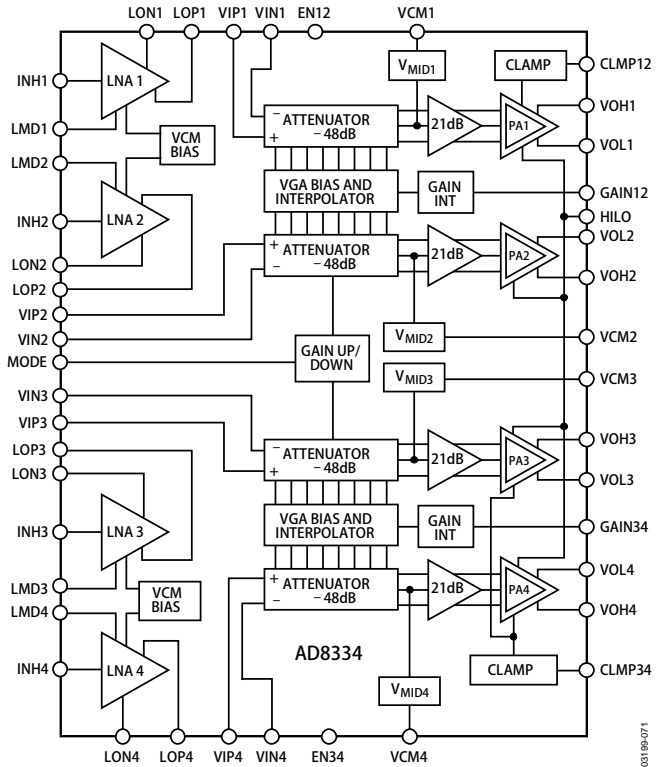 LON1 LOP1 VIP1 VIN1 EN12 VCM1
INH1
LNA 1
VMID1
CLAMP
CLMP12
LMD1
VCM
BIAS
–
+
ATTENUATOR
– 48dB
21dB
PA1
VOH1
VOL1
LMD2
VGA BIAS AND
INTERPOLATOR
GAIN
INT
GAIN12
HILO
INH2
LNA 2
LON2
LOP2
+
–
ATTENUATOR
– 48dB
21dB
PA2
VOL2
VOH2
VIP2
VIN2
MODE
GAIN UP/
DOWN
VMID2
VCM2
VMID3
VCM3
VIN3
VIP3
LOP3
LON3
–
+
ATTENUATOR
– 48dB
21dB
PA3
VOH3
VOL3
INH3
LNA 3
VGA BIAS AND
INTERPOLATOR
GAIN
INT
GAIN34
LMD3
LMD4
VCM
BIAS
+
–
ATTENUATOR
– 48dB
21dB
PA4
VOL4
VOH4
INH4
LNA 4
AD8334
VMID4
CLAMP
CLMP34
LON4 LOP4 VIP4 VIN4 EN34 VCM4
03199-071